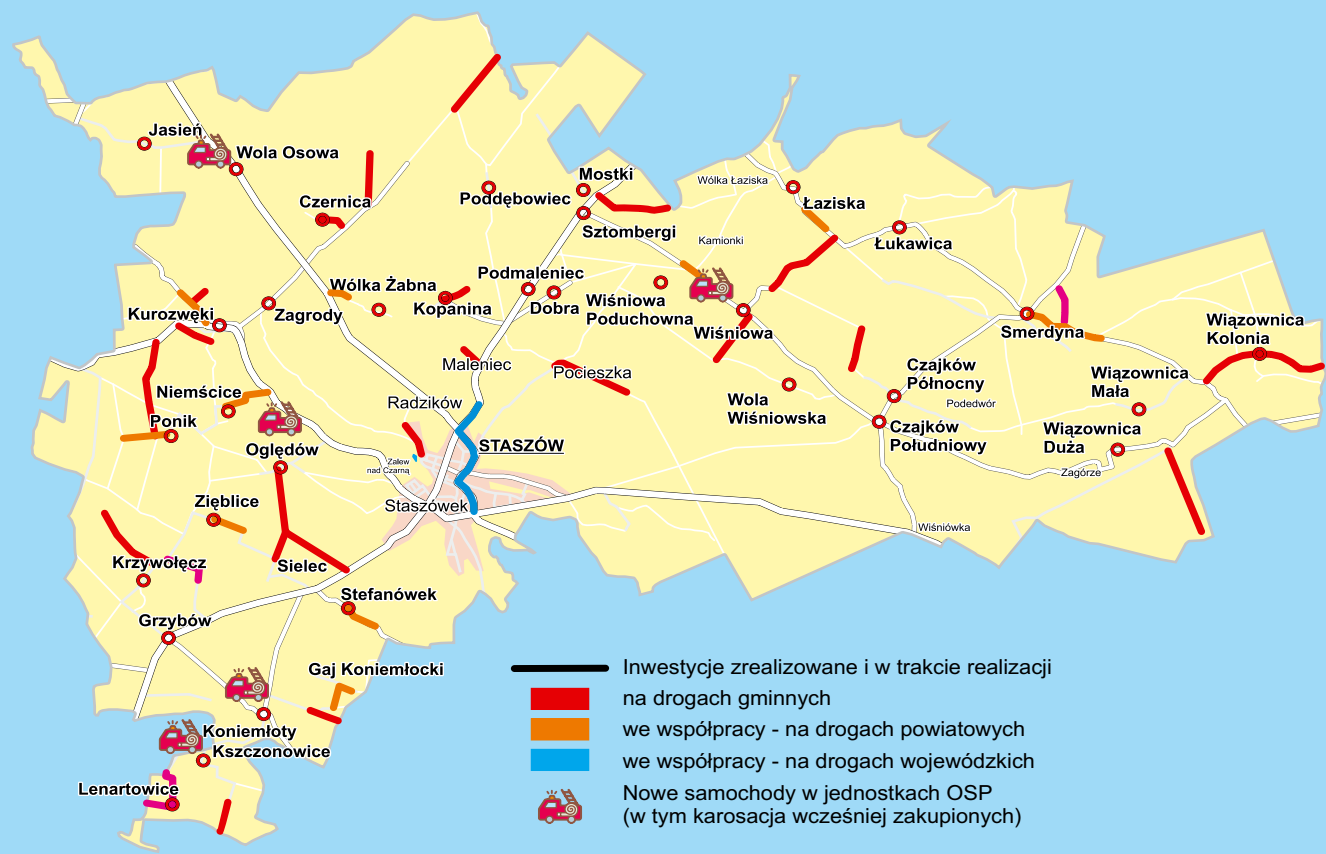 Jasień
Wola Osowa
Czernica
Poddębowiec
Mostki
Sztombergi
Wólka Łaziska
Łaziska
Kamionki
Łukawica
Wólka Żabna
Kopanina
Podmaleniec
Dobra
Wiśniowa
Poduchowna
Wiśniowa
Kurozwęki
Zagrody
Smerdyna
Wiązownica
Kolonia
Maleniec
Pocieszka
Niemścice
Radzików
Wola
Wiśniowska
Czajków
Północny
Podedwór
Wiązownica
Mała
Ponik
Oględów
STASZÓW
Czajków
Południowy
Wiązownica
Duża
Zalew
nad Czarną
Zagórze
Zięblice
Staszówek
Wiśniówka
Krzywołęcz
Sielec
Stefanówek
Grzybów
Gaj Koniemłocki
Koniemłoty
Kszczonowice
Lenartowice
Inwestycje zrealizowane i w trakcie realizacji
na drogach gminnych
we współpracy - na drogach powiatowych
we współpracy - na drogach wojewódzkich
Nowe samochody w jednostkach OSP
(w tym karosacja wcześniej zakupionych)